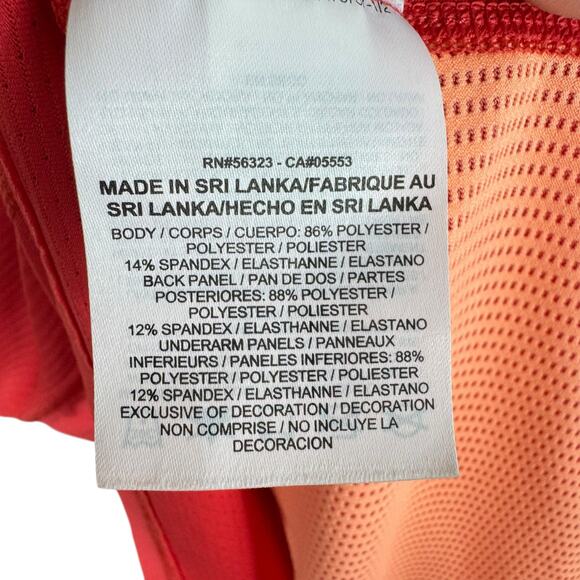 RN#56323 - CA#05553
MADE IN SRI LANKA/FABRIQUE AU
SRI LANKA/HECHO EN SRI LANKA
BODY / CORPS / CUERPO: 86% POLYESTER /
POLYESTER / POLIESTER
14% SPANDEX / ELASTHANNE / ELASTANO
BACK PANEL / PAN DE DOS / PARTES
POSTERIORES: 88% POLYESTER /
POLYESTER / POLIESTER
12% SPANDEX / ELASTHANNE / ELASTANO
UNDERARM PANELS / PANNEAUX
INFERIEURS / PANELES INFERIORES: 88%
POLYESTER / POLYESTER / POLIESTER
12% SPANDEX / ELASTHANNE / ELASTANO
EXCLUSIVE OF DECORATION / DECORATION
NON COMPRISE / NO INCLUYE LA
DECORACION